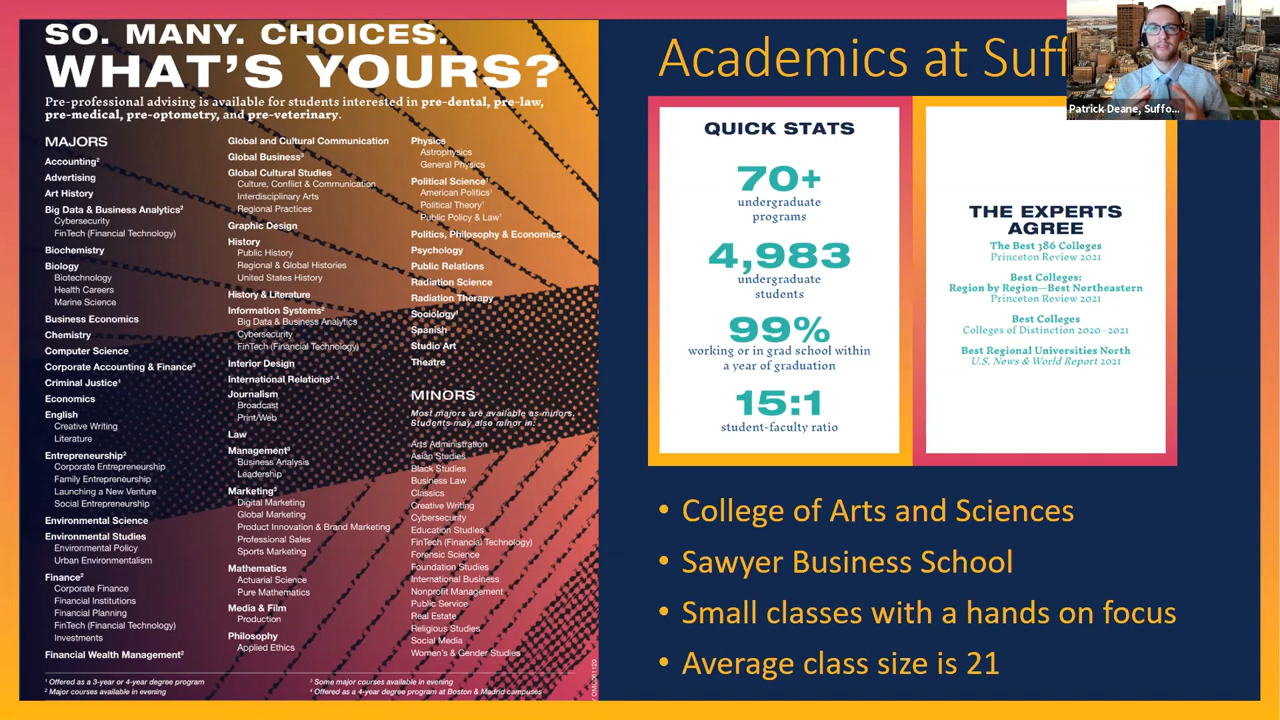 SO. MANY. CHOICES.
WHAT'S YOURS?
Pre-professional advising is available for students interested in pre-dental, pre-law,
pre-medical, pre-optometry, and pre-veterinary.
MAJORS
Accounting²
Advertising
Art History
Big Data & Business Analytics²
Cybersecurity
FinTech (Financial Technology)
Biochemistry
Biology
Biotechnology
Health Careers
Marine Science
Business Economics
Chemistry
Computer Science
Corporate Accounting & Finance³
Criminal Justice¹
Economics
English
Creative Writing
Literature
Entrepreneurship²
Corporate Entrepreneurship
Family Entrepreneurship
Launching a New Venture
Social Entrepreneurship
Environmental Science
Environmental Studies
Environmental Policy
Urban Environmentalism
Finance²
Corporate Finance
Financial Institutions
Financial Planning
FinTech (Financial Technology)
Investments
Financial Wealth Management²
Global and Cultural Communication
Global Business³
Global Cultural Studies
Culture, Conflict & Communication
Interdisciplinary Arts
Regional Practices
Graphic Design
History
Public History
Regional & Global Histories
United States History
History & Literature
Information Systems²
Big Data & Business Analytics
Cybersecurity
FinTech (Financial Technology)
Interior Design
International Relations¹˒⁴
Journalism
Broadcast
Print/Web
Law
Management³
Business Analysis
Leadership
Marketing³
Digital Marketing
Global Marketing
Product Innovation & Brand Marketing
Professional Sales
Sports Marketing
Mathematics
Actuarial Science
Pure Mathematics
Media & Film
Production
Philosophy
Applied Ethics
Physics
Astrophysics
General Physics
Political Science¹
American Politics¹
Political Theory¹
Public Policy & Law¹
Politics, Philosophy & Economics
Psychology
Public Relations
Radiation Science
Radiation Therapy
Sociology¹
Spanish
Studio Art
Theatre
MINORS
Most majors are available as minors.
Students may also minor in:
Arts Administration
Asian Studies
Black Studies
Business Law
Classics
Creative Writing
Cybersecurity
Education Studies
FinTech (Financial Technology)
Forensic Science
Foundation Studies
International Business
Nonprofit Management
Public Service
Real Estate
Religious Studies
Social Media
Women's & Gender Studies
¹ Offered as a 3-year or 4-year degree program
² Major courses available in evening
³ Some major courses available in evening
⁴ Offered as a 4-year degree program at Boston & Madrid campuses
Academics at Suff
Patrick Deane, Suffo...
QUICK STATS
70+
undergraduate
programs
4,983
undergraduate
students
99%
working or in grad school within
a year of graduation
15:1
student-faculty ratio
THE EXPERTS
AGREE
The Best 386 Colleges
Princeton Review 2021
Best Colleges:
Region by Region—Best Northeastern
Princeton Review 2021
Best Colleges
Colleges of Distinction 2020–2021
Best Regional Universities North
U.S. News & World Report 2021
• College of Arts and Sciences
• Sawyer Business School
• Small classes with a hands on focus
• Average class size is 21